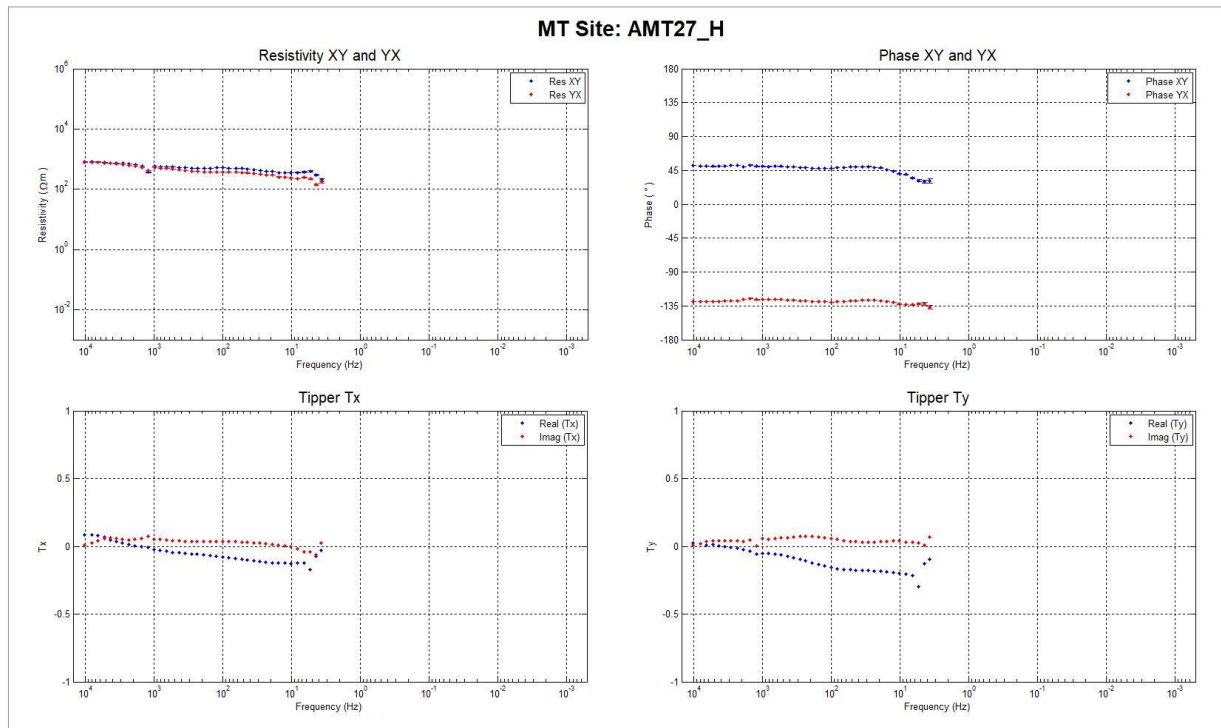 MT Site: AMT27_H
Resistivity XY and YX
Resistivity (Ω m)
10^6
10^4
10^2
10^0
10^-2
Res XY
Res YX
10^4 10^3 10^2 10^1 10^0 10^-1 10^-2 10^-3
Frequency (Hz)
Phase XY and YX
Phase ( ° )
180
135
90
45
0
-45
-90
-135
-180
Phase XY
Phase YX
10^4 10^3 10^2 10^1 10^0 10^-1 10^-2 10^-3
Frequency (Hz)
Tipper Tx
Tx
1
0.5
0
-0.5
-1
Real (Tx)
Imag (Tx)
10^4 10^3 10^2 10^1 10^0 10^-1 10^-2 10^-3
Frequency (Hz)
Tipper Ty
Ty
1
0.5
0
-0.5
-1
Real (Ty)
Imag (Ty)
10^4 10^3 10^2 10^1 10^0 10^-1 10^-2 10^-3
Frequency (Hz)